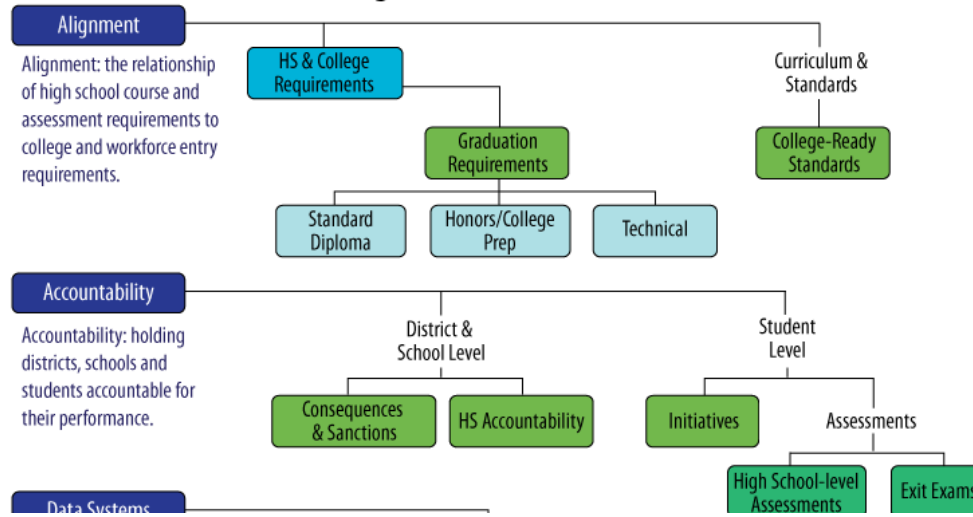 Alignment
Alignment: the relationship
of high school course and
assessment requirements to
college and workforce entry
requirements.
HS & College
Requirements
Curriculum &
Standards
Graduation
Requirements
College-Ready
Standards
Standard
Diploma
Honors/College
Prep
Technical
Accountability
Accountability: holding
districts, schools and
students accountable for
their performance.
District &
School Level
Student
Level
Consequences
& Sanctions
HS Accountability
Initiatives
Assessments
High School-level
Assessments
Exit Exams
Data Systems